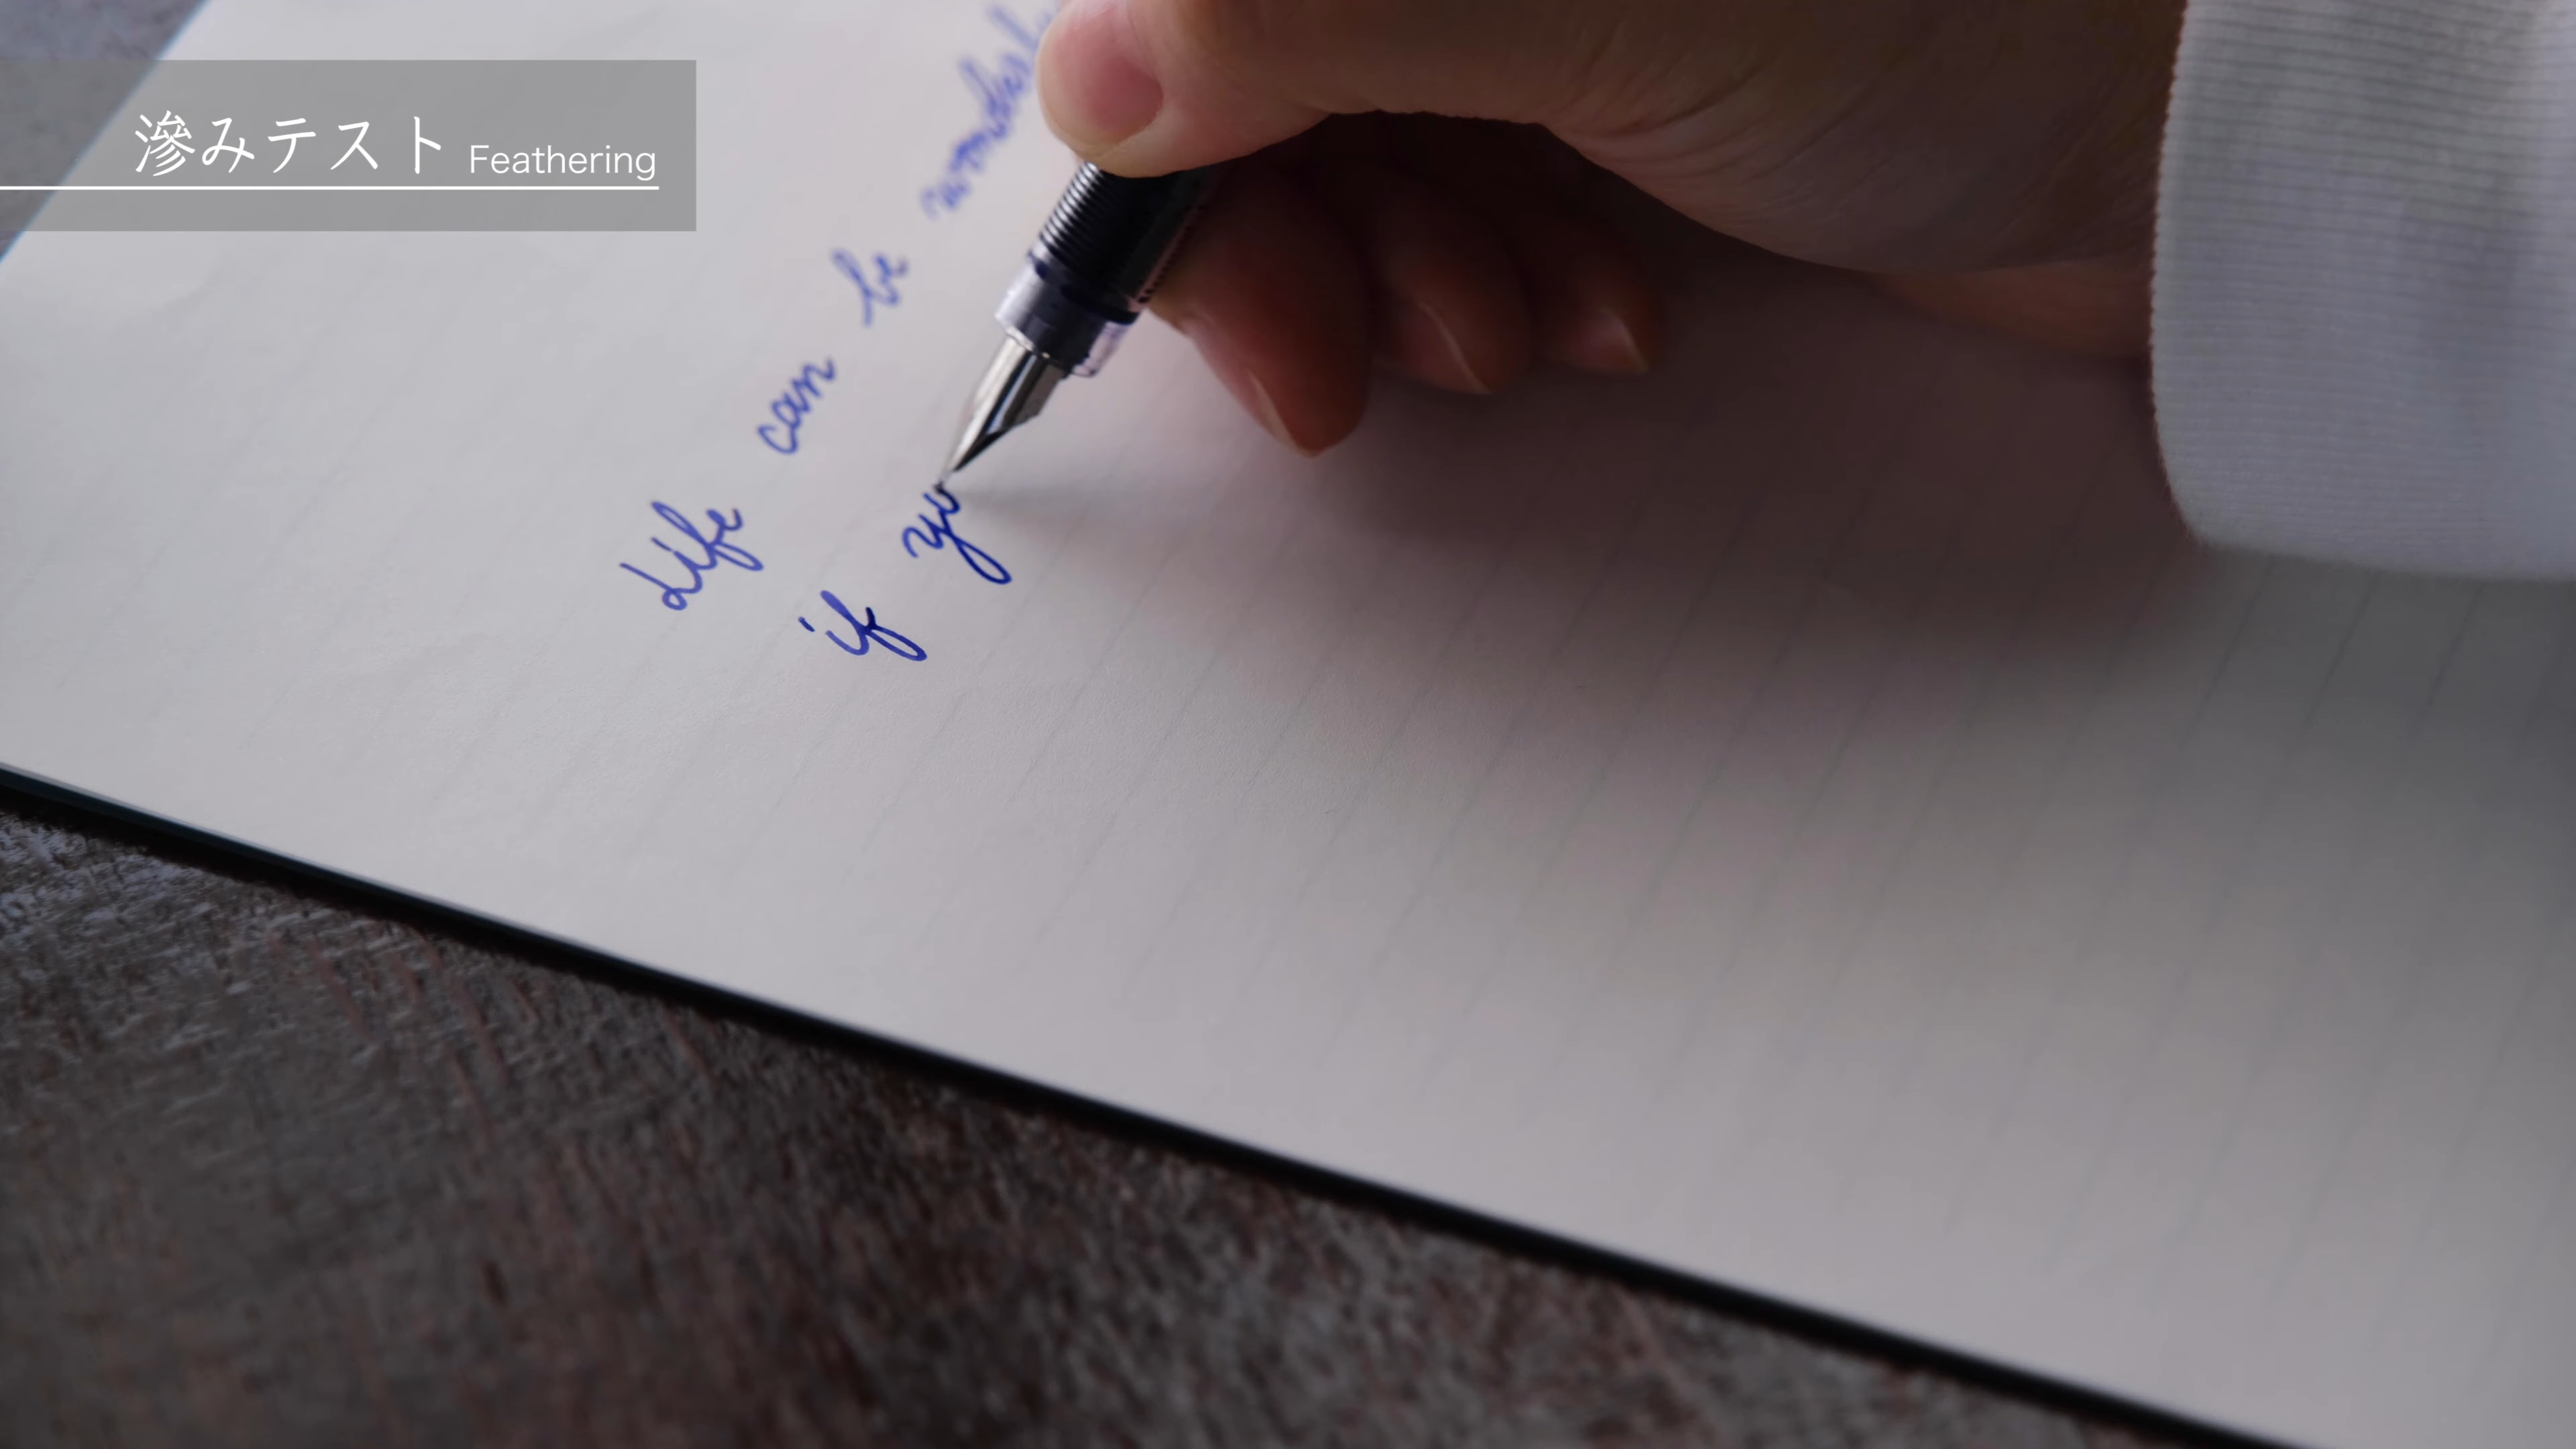 滲みテスト Feathering
Life can be
if yo